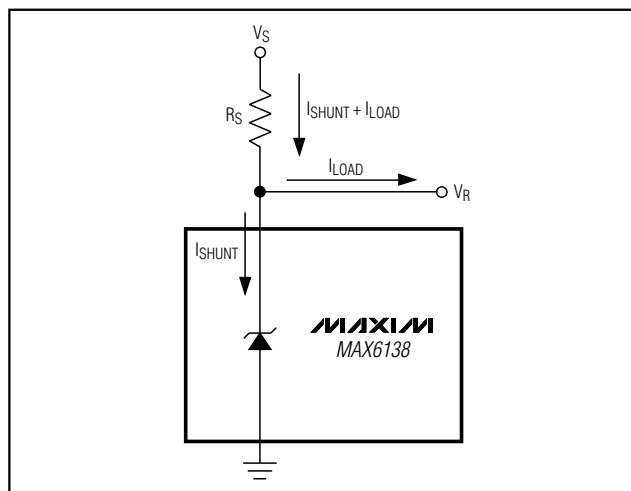 VS
RS
ISHUNT + ILOAD
ILOAD
VR
ISHUNT
MAXIM
MAX6138